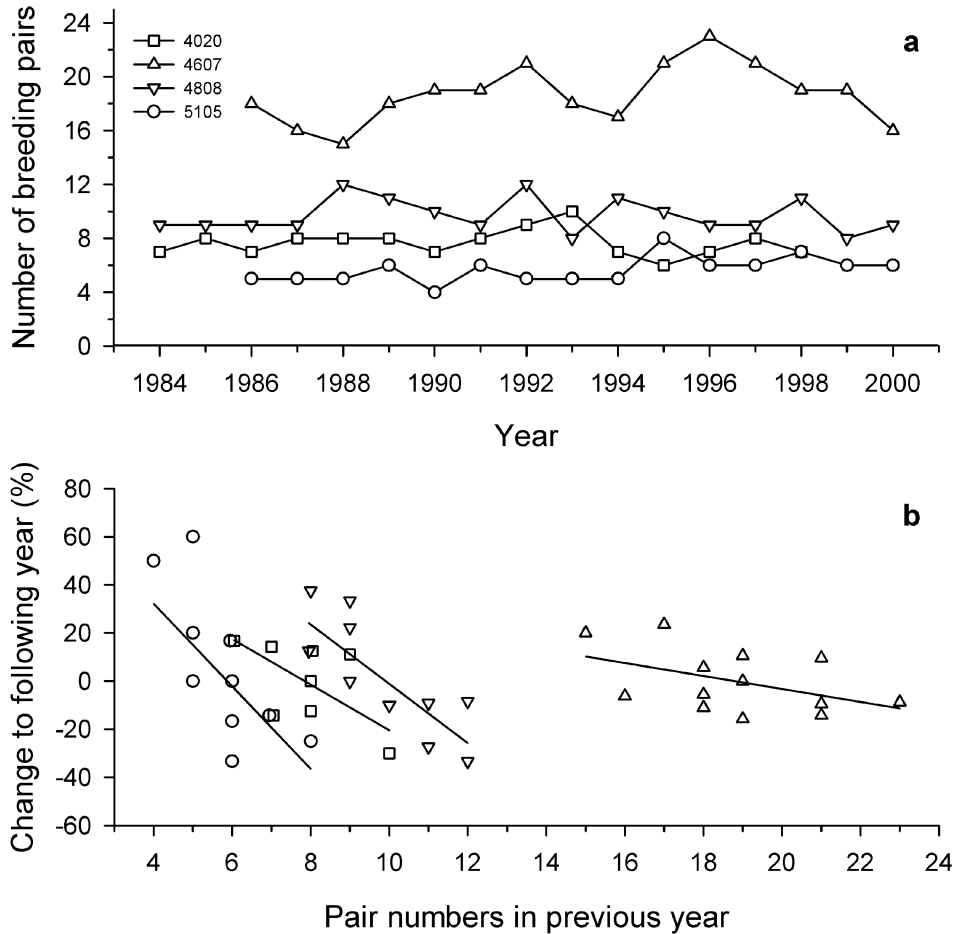 a
4020
4607
4808
5105
Number of breeding pairs
24
20
16
12
8
4
0
1984 1986 1988 1990 1992 1994 1996 1998 2000
Year
b
Change to following year (%)
80
60
40
20
0
-20
-40
-60
4 6 8 10 12 14 16 18 20 22 24
Pair numbers in previous year